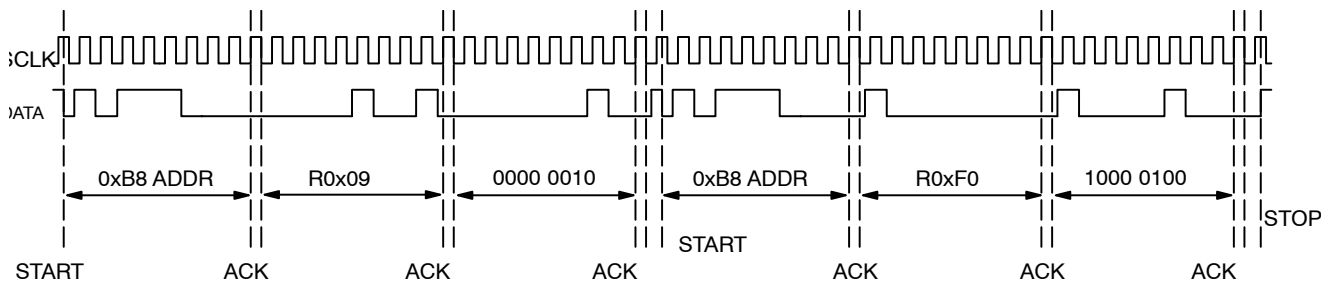 SCLK
DATA
0xB8 ADDR R0x09 0000 0010 0xB8 ADDR R0xF0 1000 0100
STOP
START
START ACK ACK ACK ACK ACK ACK